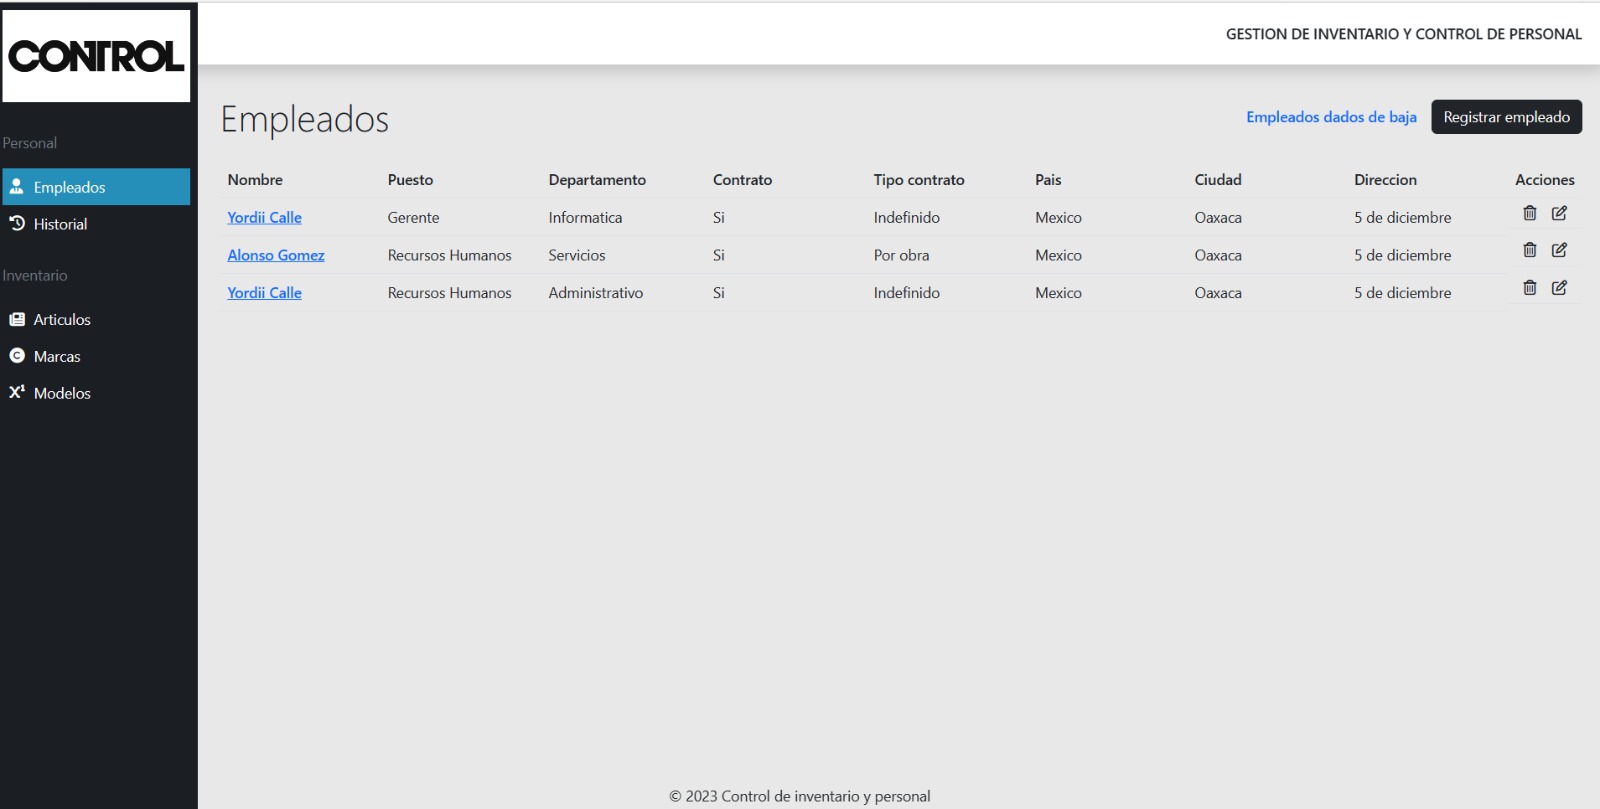 CONTROL
GESTION DE INVENTARIO Y CONTROL DE PERSONAL
Personal
Empleados
Historial
Inventario
Articulos
Marcas
Modelos
Empleados
Empleados dados de baja
Registrar empleado
Nombre Puesto Departamento Contrato Tipo contrato Pais Ciudad Direccion Acciones
Yordii Calle Gerente Informatica Si Indefinido Mexico Oaxaca 5 de diciembre
Alonso Gomez Recursos Humanos Servicios Si Por obra Mexico Oaxaca 5 de diciembre
Yordii Calle Recursos Humanos Administrativo Si Indefinido Mexico Oaxaca 5 de diciembre
© 2023 Control de inventario y personal